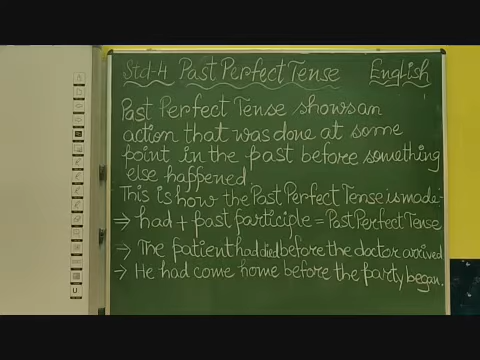 Std-4 Past Perfect Tense English
Past Perfect Tense shows an
action that was done at some
point in the past before something
else happened.
This is how the Past Perfect Tense is made:-
→ had + past participle = Past Perfect Tense
→ The patient had died before the doctor arrived
→ He had come home before the party began.